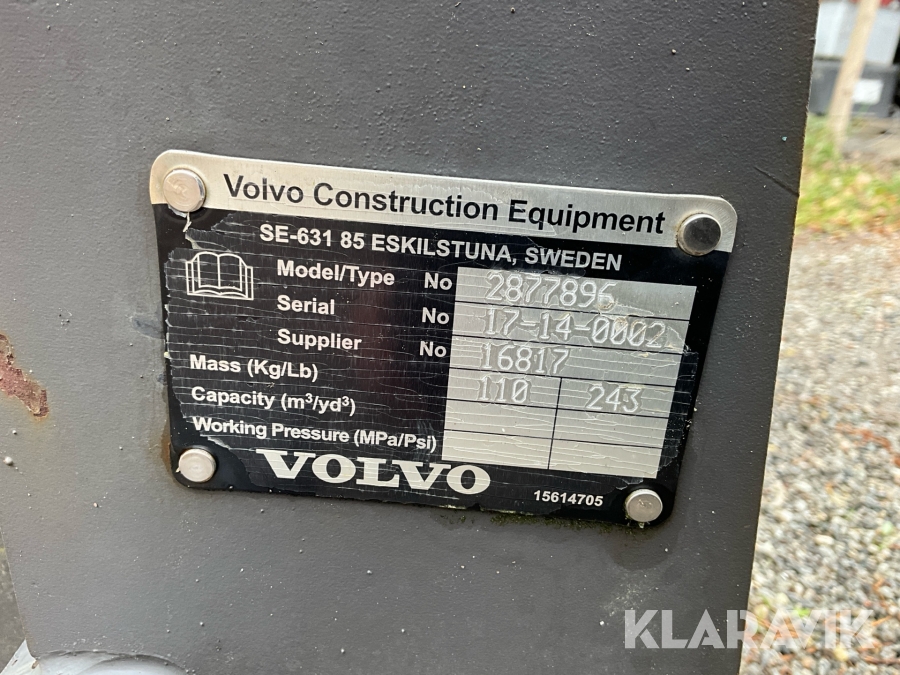 Volvo Construction Equipment
SE-631 85 ESKILSTUNA, SWEDEN
Model/Type No 2877896
Serial No 17-14-0002
Supplier No 16817
Mass (Kg/Lb) 110 243
Capacity (m³/yd³)
Working Pressure (MPa/Psi)
VOLVO
15614705
KLARAVIK